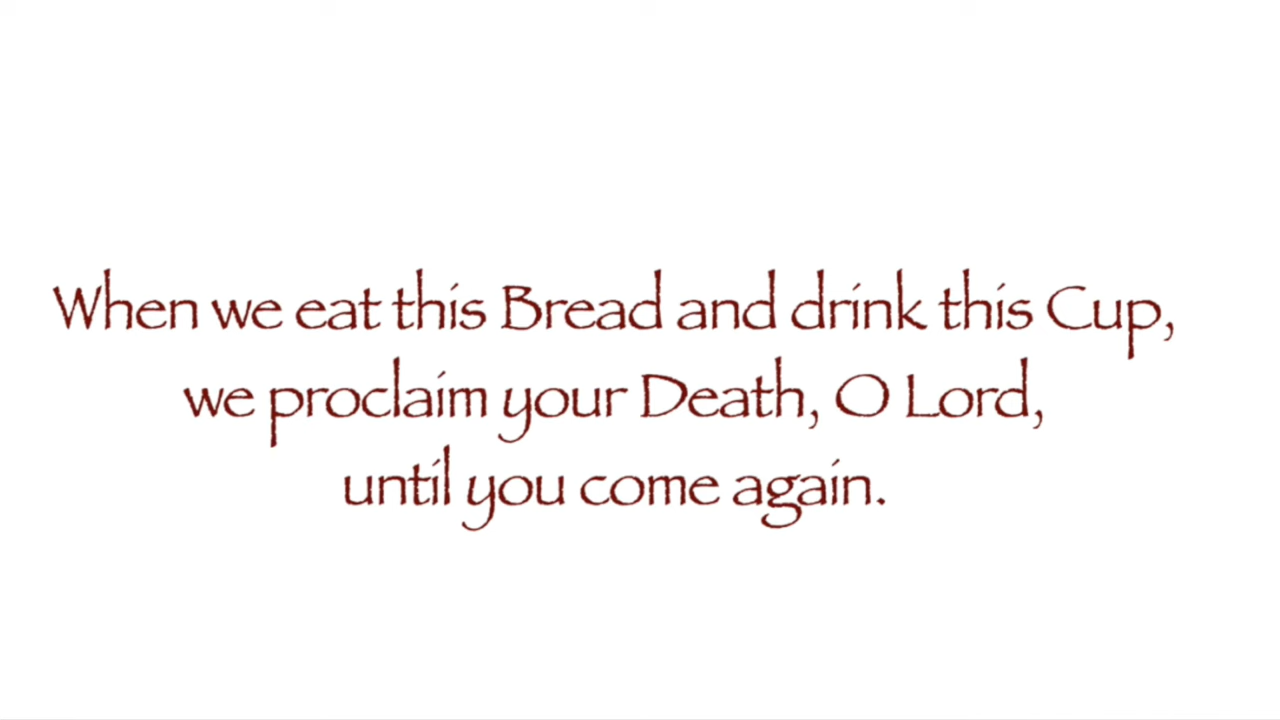 When we eat this Bread and drink this Cup,
we proclaim your Death, O Lord,
until you come again.